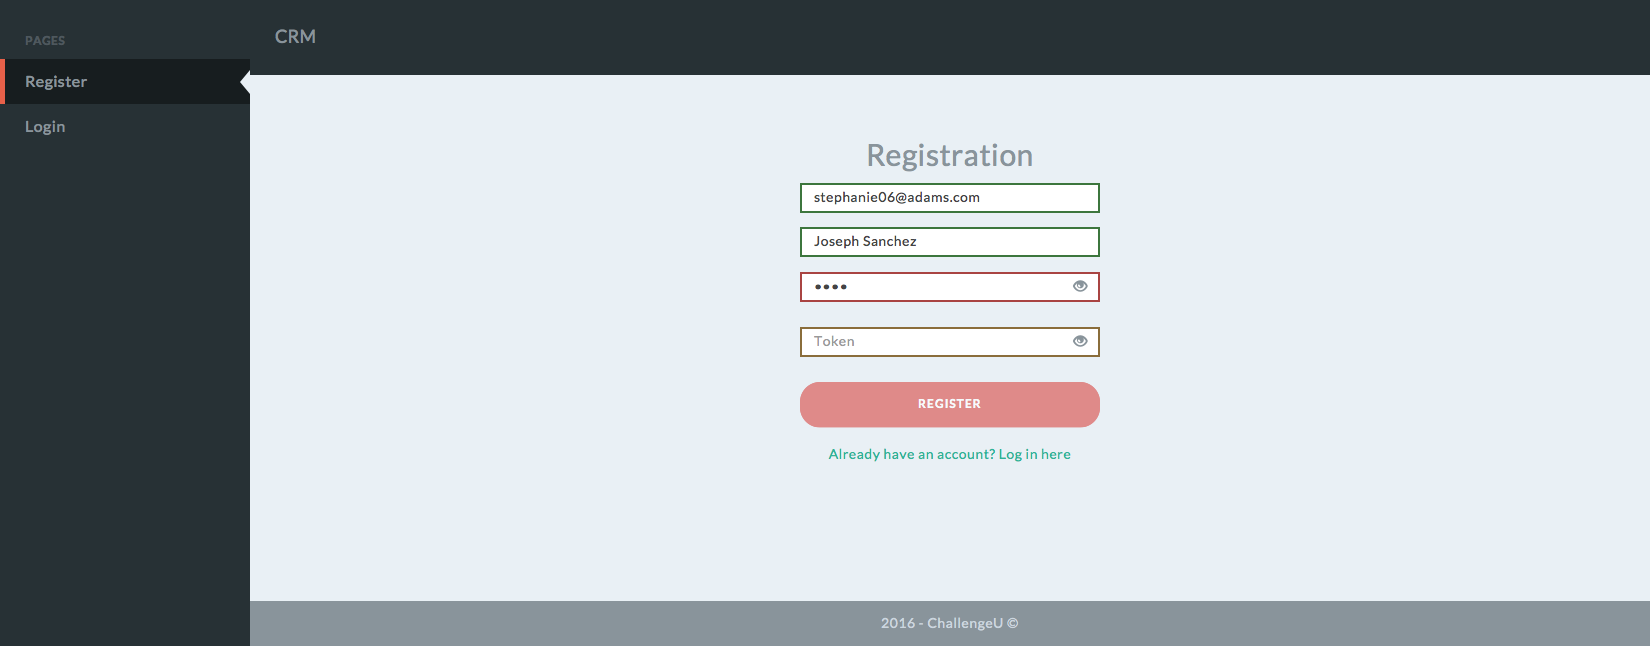 PAGES
Register
Login
CRM
Registration
stephanie06@adams.com
Joseph Sanchez
••••
Token
REGISTER
Already have an account? Log in here
2016 - ChallengeU ©